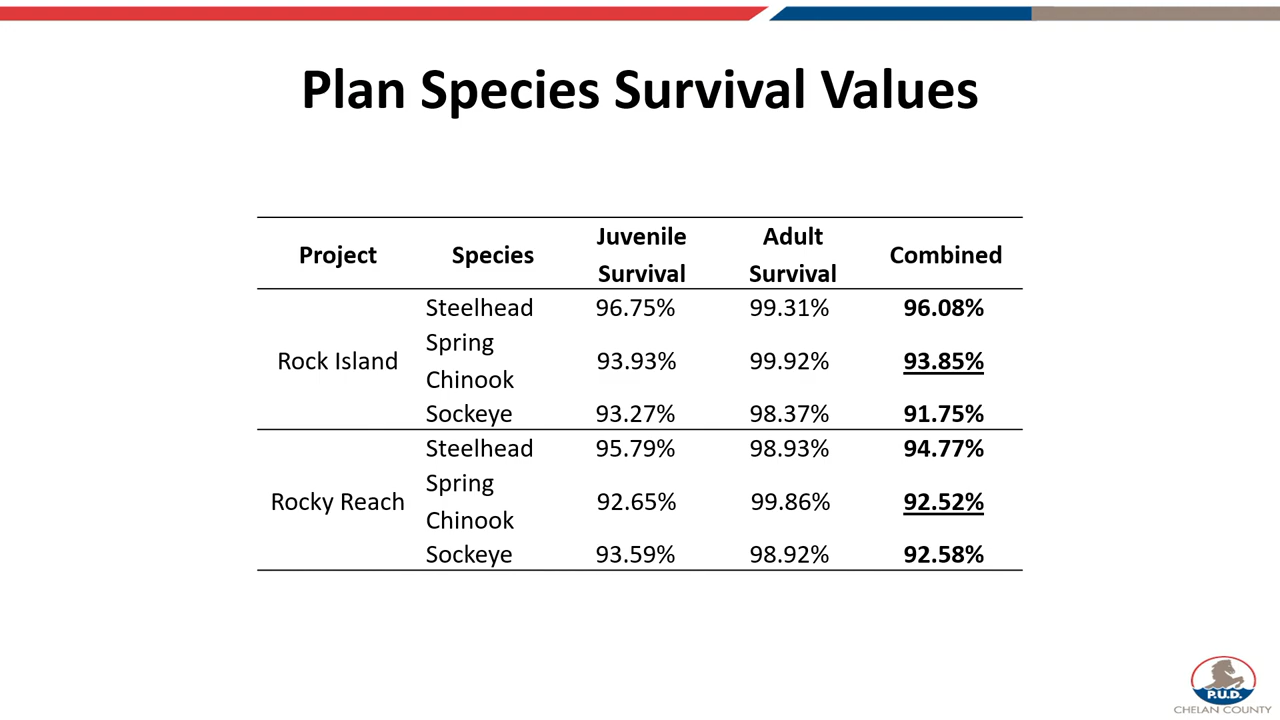 Plan Species Survival Values
Project Species Juvenile Survival Adult Survival Combined
Rock Island
Steelhead 96.75% 99.31% 96.08%
Spring Chinook 93.93% 99.92% 93.85%
Sockeye 93.27% 98.37% 91.75%
Rocky Reach
Steelhead 95.79% 98.93% 94.77%
Spring Chinook 92.65% 99.86% 92.52%
Sockeye 93.59% 98.92% 92.58%
P.U.D.
CHELAN COUNTY